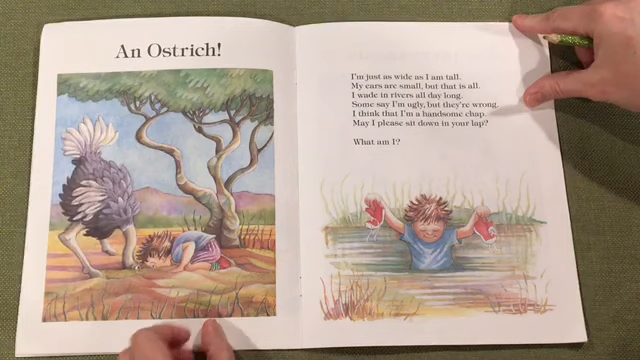 An Ostrich!
I'm just as wide as I am tall.
My ears are small, but that is all.
I wade in rivers all day long.
Some say I'm ugly, but they're wrong.
I think that I'm a handsome chap.
May I please sit down in your lap?
What am I?